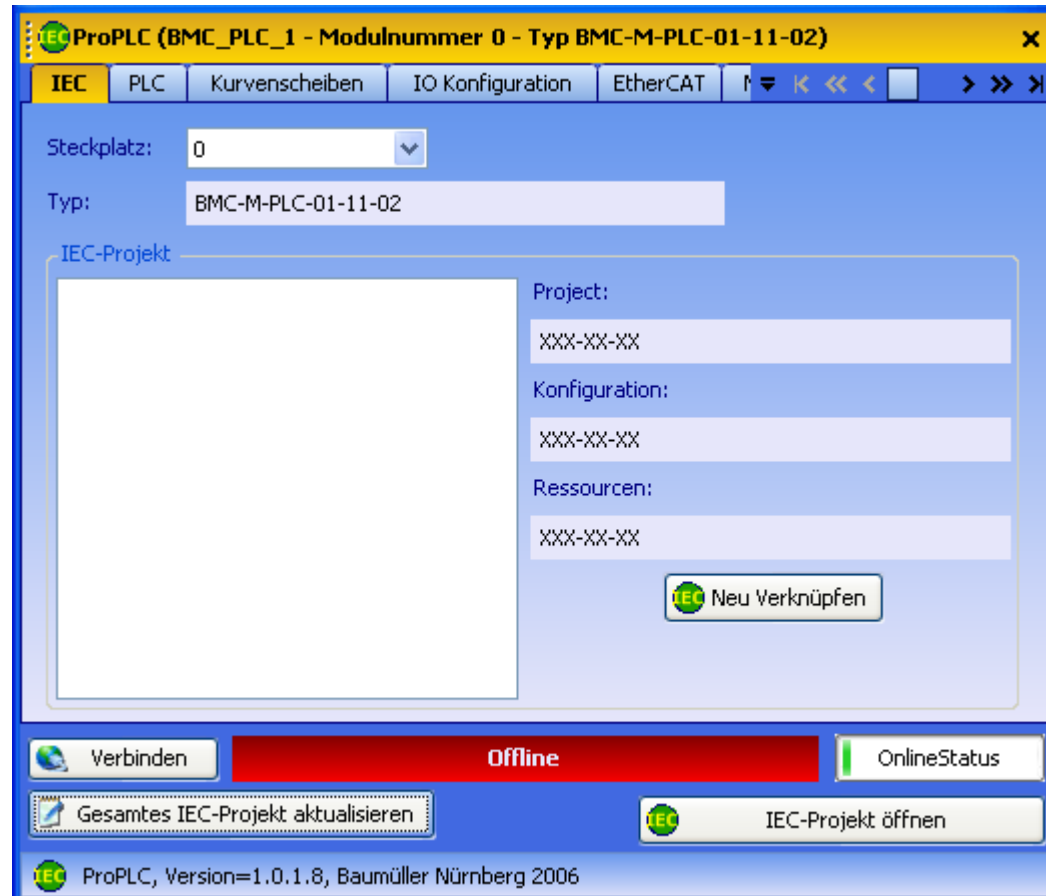 IEC ProPLC (BMC_PLC_1 - Modulnummer 0 - Typ BMC-M-PLC-01-11-02)
IEC PLC Kurvenscheiben IO Konfiguration EtherCAT
Steckplatz: 0
Typ: BMC-M-PLC-01-11-02
IEC-Projekt
Project:
XXX-XX-XX
Konfiguration:
XXX-XX-XX
Ressourcen:
XXX-XX-XX
IEC Neu Verknüpfen
Verbinden Offline OnlineStatus
Gesamtes IEC-Projekt aktualisieren IEC IEC-Projekt öffnen
IEC ProPLC, Version=1.0.1.8, Baumüller Nürnberg 2006